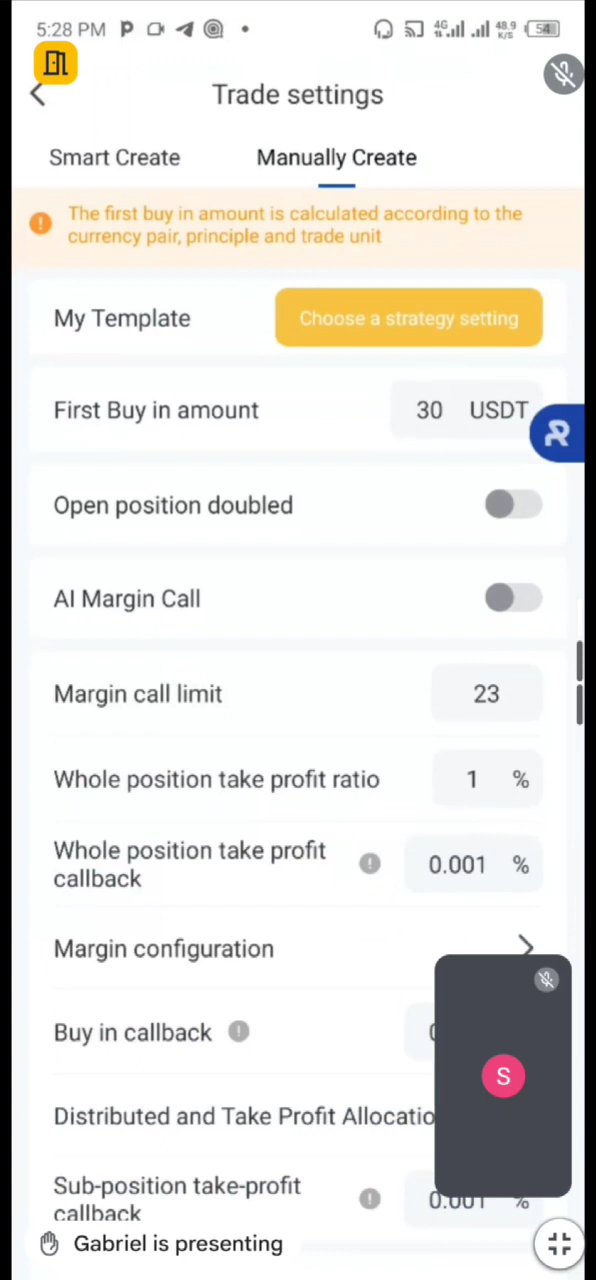 5:28 PM
4G
48.9 K/S
54
Trade settings
Smart Create
Manually Create
The first buy in amount is calculated according to the
currency pair, principle and trade unit
My Template
Choose a strategy setting
First Buy in amount
30 USDT
Open position doubled
AI Margin Call
Margin call limit
23
Whole position take profit ratio
1 %
Whole position take profit
callback
0.001 %
Margin configuration
Buy in callback
S
Distributed and Take Profit Allocatio
Sub-position take-profit
callback
0.001 %
Gabriel is presenting